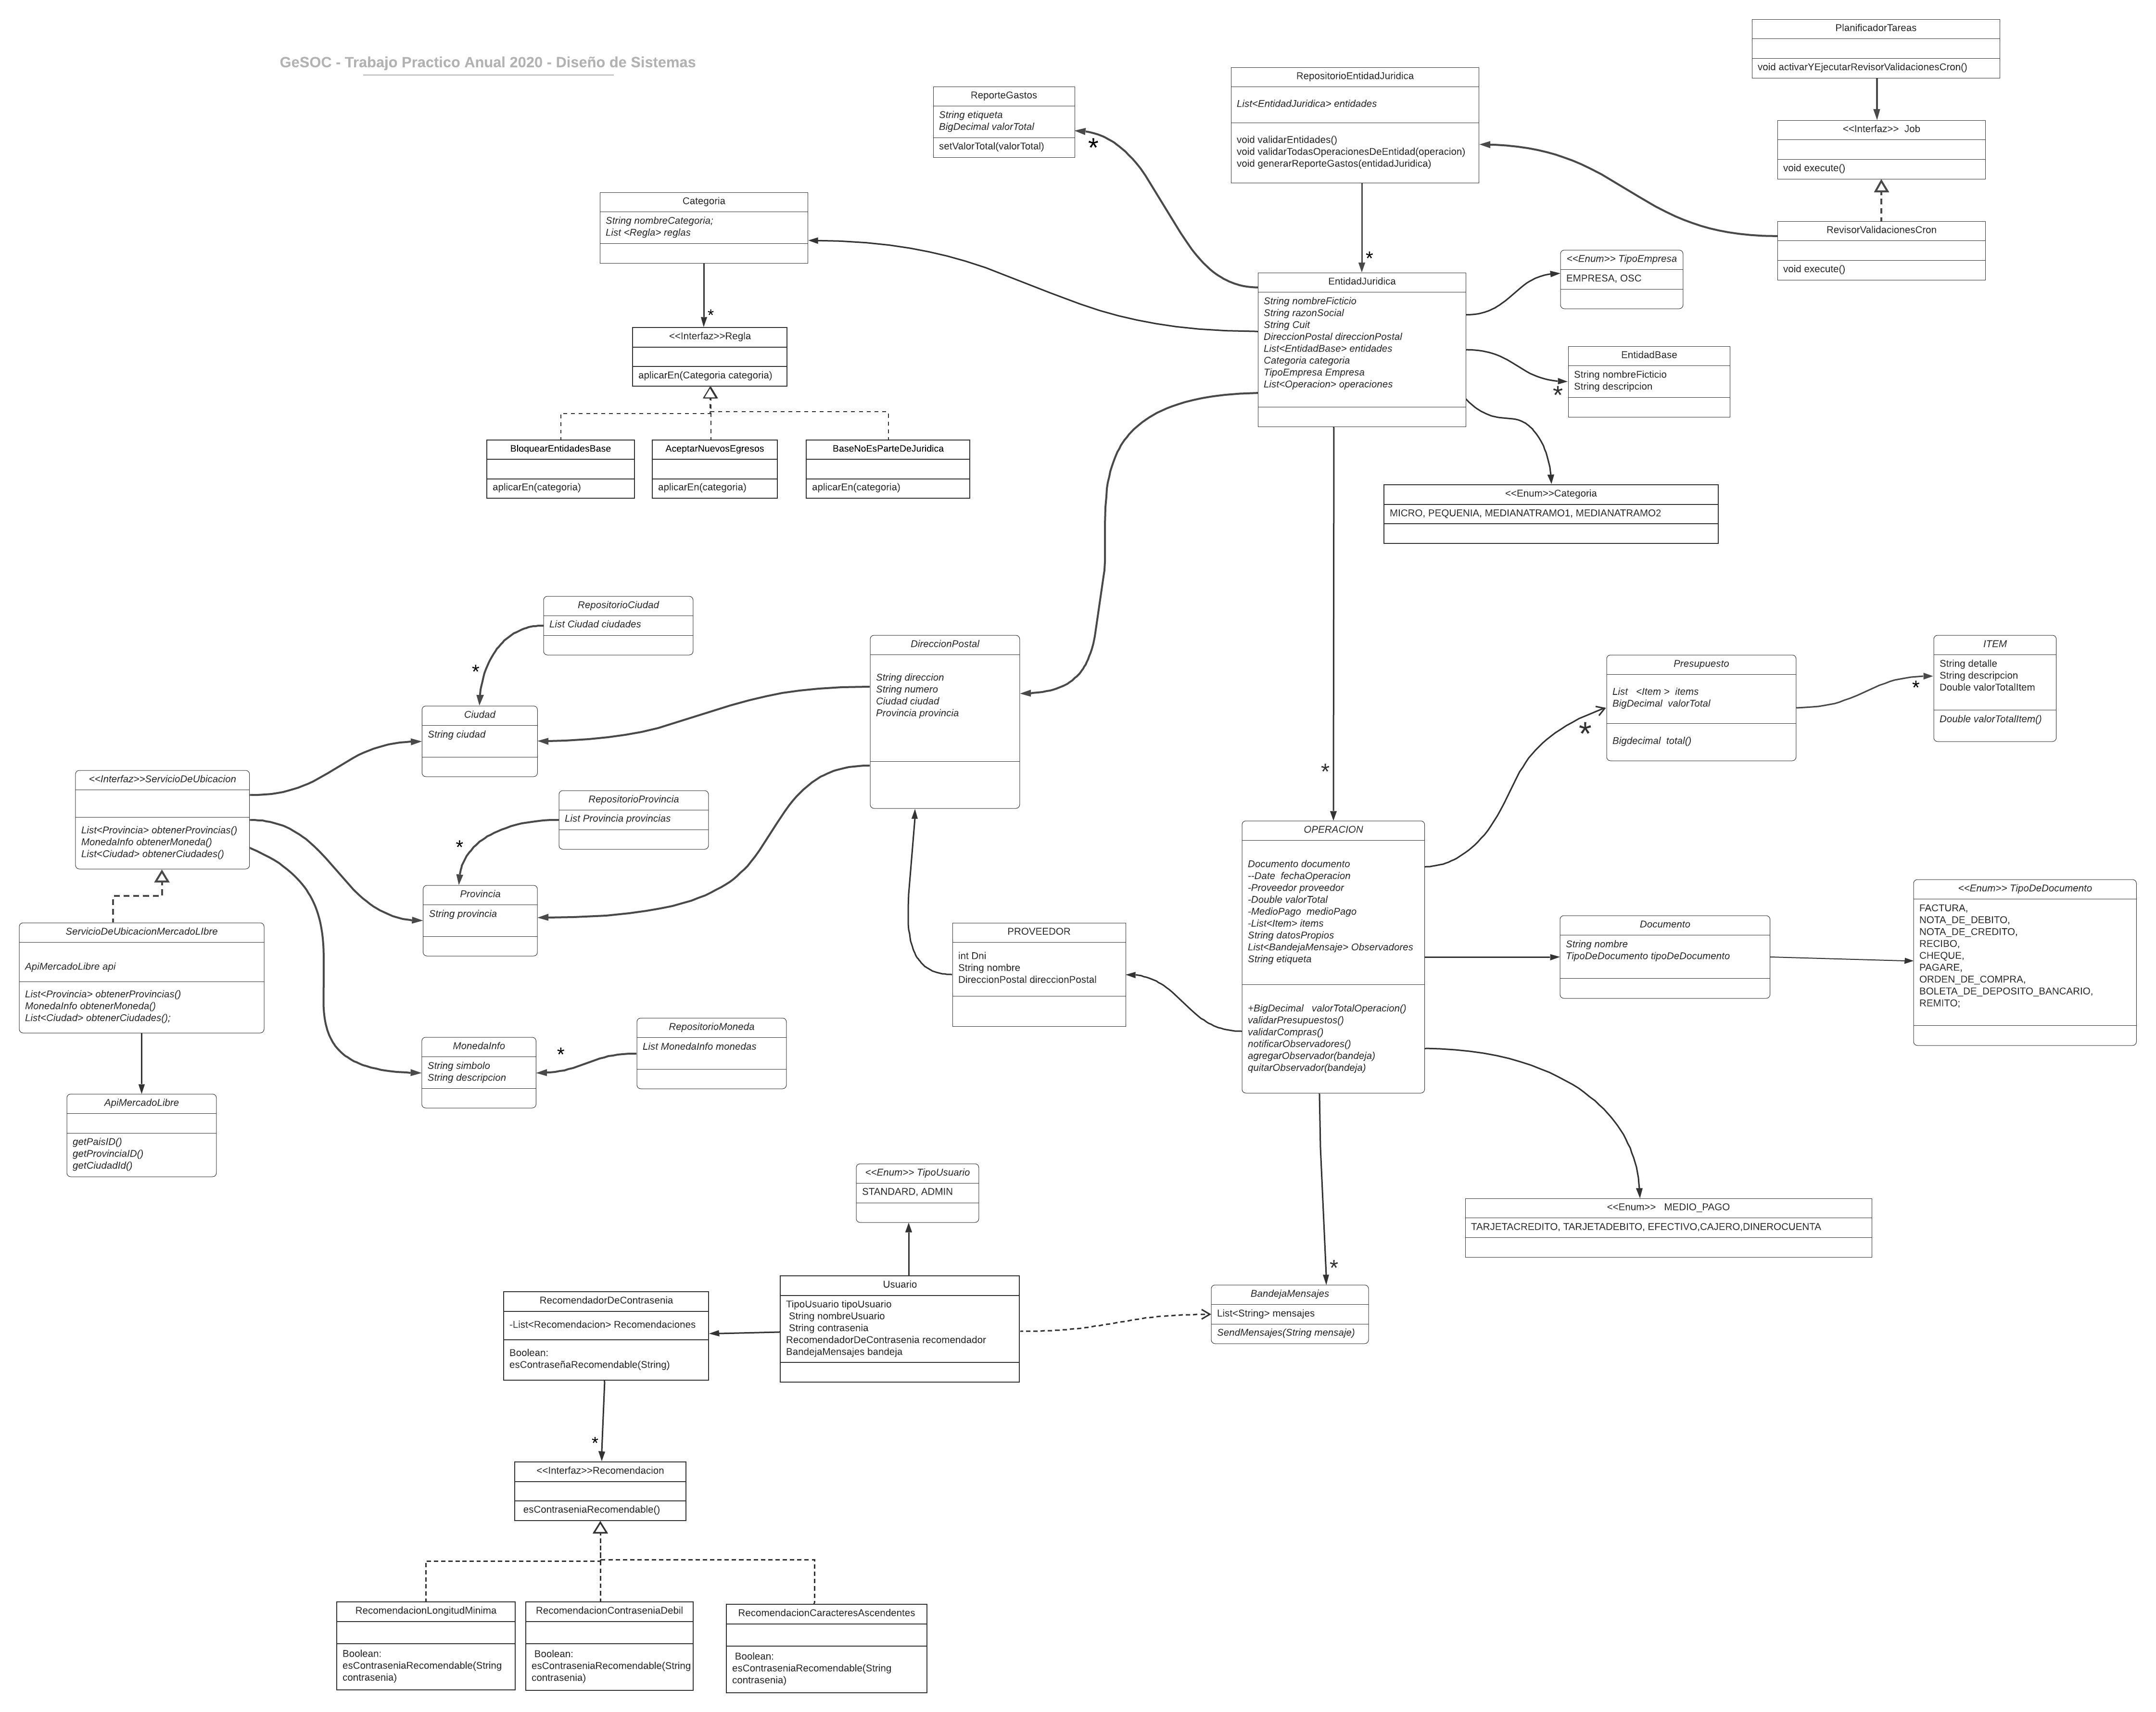 GeSOC - Trabajo Practico Anual 2020 - Diseño de Sistemas
PlanificadorTareas
void activarYEjecutarRevisorValidacionesCron()
RepositorioEntidadJuridica
List<EntidadJuridica> entidades
void validarEntidades()
void validarTodasOperacionesDeEntidad(operacion)
void generarReporteGastos(entidadJuridica)
ReporteGastos
String etiqueta
BigDecimal valorTotal
setValorTotal(valorTotal)
*
<<Interfaz>> Job
void execute()
RevisorValidacionesCron
void execute()
Categoria
String nombreCategoria;
List <Regla> reglas
*
<<Interfaz>>Regla
aplicarEn(Categoria categoria)
BloquearEntidadesBase
aplicarEn(categoria)
AceptarNuevosEgresos
aplicarEn(categoria)
BaseNoEsParteDeJuridica
aplicarEn(categoria)
*
EntidadJuridica
String nombreFicticio
String razonSocial
String Cuit
DireccionPostal direccionPostal
List<EntidadBase> entidades
Categoria categoria
TipoEmpresa Empresa
List<Operacion> operaciones
<<Enum>> TipoEmpresa
EMPRESA, OSC
*
EntidadBase
String nombreFicticio
String descripcion
<<Enum>>Categoria
MICRO, PEQUENIA, MEDIANATRAMO1, MEDIANATRAMO2
RepositorioCiudad
List Ciudad ciudades
*
Ciudad
String ciudad
DireccionPostal
String direccion
String numero
Ciudad ciudad
Provincia provincia
Presupuesto
List <Item > items
BigDecimal valorTotal
Bigdecimal total()
*
*
ITEM
String detalle
String descripcion
Double valorTotalItem
Double valorTotalItem()
<<Interfaz>>ServicioDeUbicacion
List<Provincia> obtenerProvincias()
MonedaInfo obtenerMoneda()
List<Ciudad> obtenerCiudades()
RepositorioProvincia
List Provincia provincias
*
Provincia
String provincia
ServicioDeUbicacionMercadoLIbre
ApiMercadoLibre api
List<Provincia> obtenerProvincias()
MonedaInfo obtenerMoneda()
List<Ciudad> obtenerCiudades();
ApiMercadoLibre
getPaisID()
getProvinciaID()
getCiudadId()
MonedaInfo
String simbolo
String descripcion
*
RepositorioMoneda
List MonedaInfo monedas
PROVEEDOR
int Dni
String nombre
DireccionPostal direccionPostal
*
OPERACION
Documento documento
--Date fechaOperacion
-Proveedor proveedor
-Double valorTotal
-MedioPago medioPago
-List<Item> items
String datosPropios
List<BandejaMensaje> Observadores
String etiqueta
+BigDecimal valorTotalOperacion()
validarPresupuestos()
validarCompras()
notificarObservadores()
agregarObservador(bandeja)
quitarObservador(bandeja)
Documento
String nombre
TipoDeDocumento tipoDeDocumento
<<Enum>> TipoDeDocumento
FACTURA,
NOTA_DE_DEBITO,
NOTA_DE_CREDITO,
RECIBO,
CHEQUE,
PAGARE,
ORDEN_DE_COMPRA,
BOLETA_DE_DEPOSITO_BANCARIO,
REMITO;
<<Enum>> MEDIO_PAGO
TARJETACREDITO, TARJETADEBITO, EFECTIVO,CAJERO,DINEROCUENTA
<<Enum>> TipoUsuario
STANDARD, ADMIN
Usuario
TipoUsuario tipoUsuario
String nombreUsuario
String contrasenia
RecomendadorDeContrasenia recomendador
BandejaMensajes bandeja
*
BandejaMensajes
List<String> mensajes
SendMensajes(String mensaje)
RecomendadorDeContrasenia
-List<Recomendacion> Recomendaciones
Boolean:
esContraseñaRecomendable(String)
*
<<Interfaz>>Recomendacion
esContraseniaRecomendable()
RecomendacionLongitudMinima
Boolean:
esContraseniaRecomendable(String
contrasenia)
RecomendacionContraseniaDebil
Boolean:
esContraseniaRecomendable(String
contrasenia)
RecomendacionCaracteresAscendentes
Boolean:
esContraseniaRecomendable(String
contrasenia)